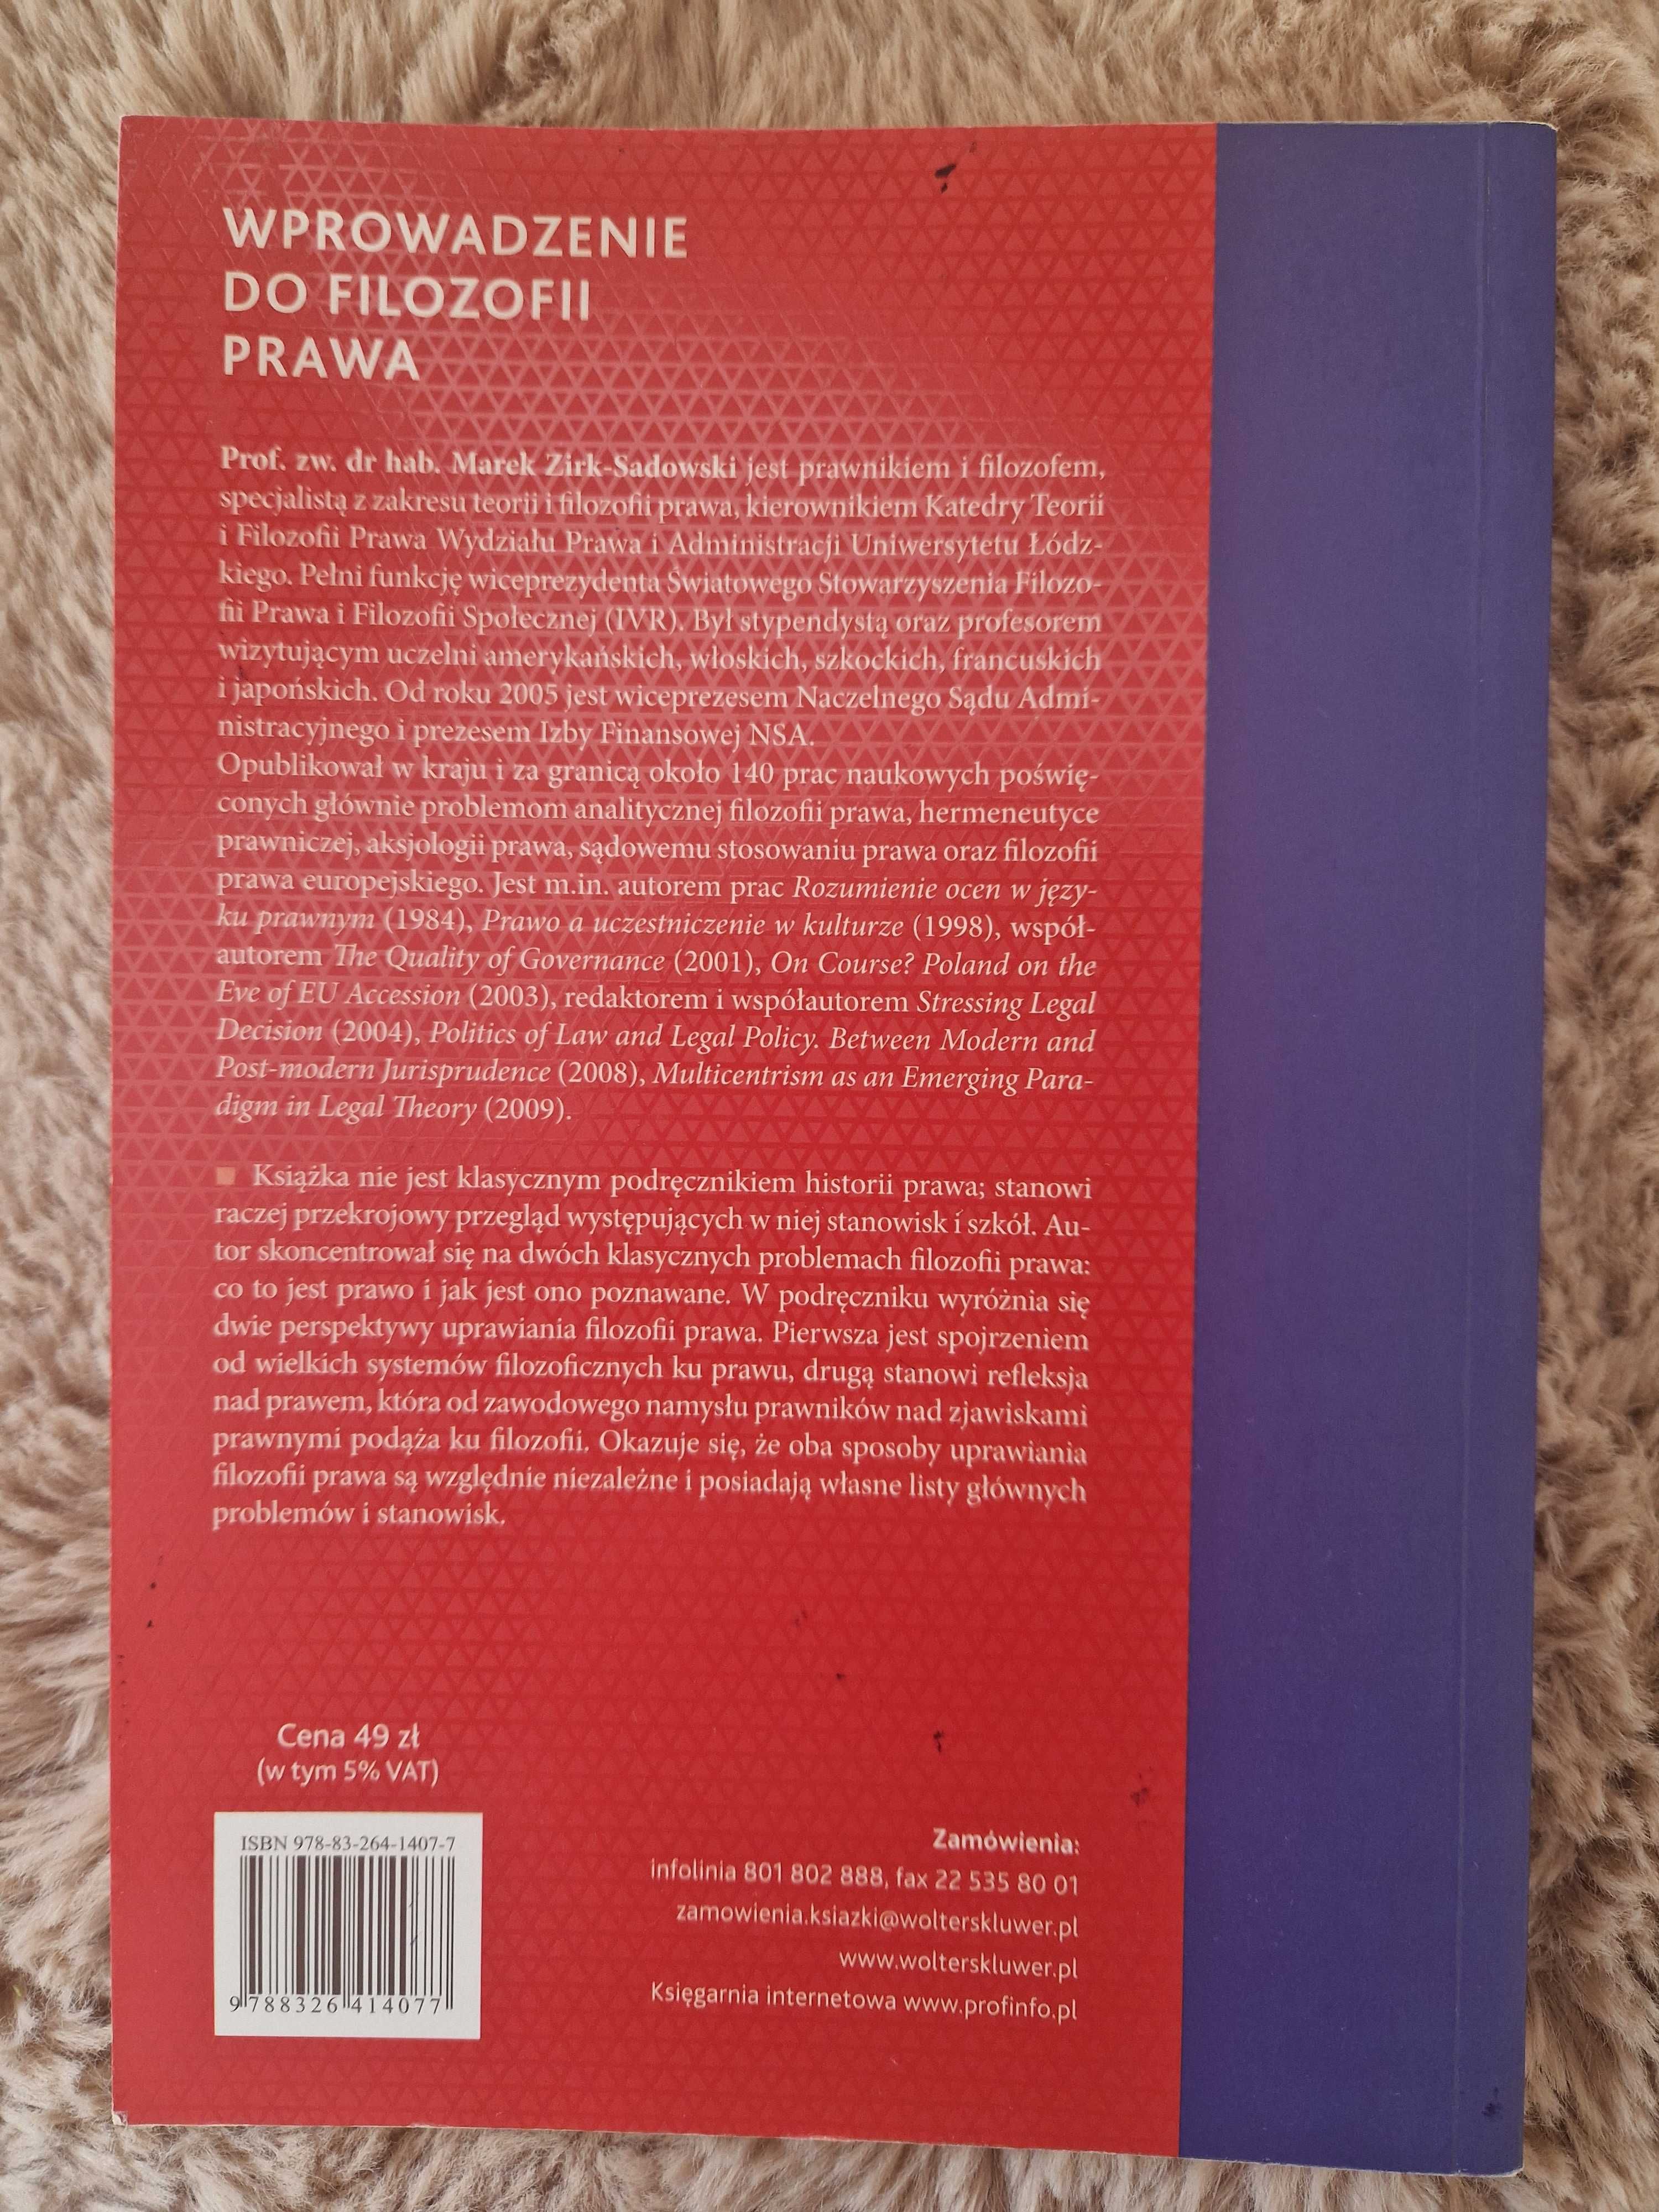 WPROWADZENIE
DO FILOZOFII
PRAWA
Prof. zw. dr hab. Marek Zirk-Sadowski jest prawnikiem i filozofem,
specjalistą z zakresu teorii i filozofii prawa, kierownikiem Katedry Teorii
i Filozofii Prawa Wydziału Prawa i Administracji Uniwersytetu Łódz-
kiego. Pełni funkcję wiceprezydenta Światowego Stowarzyszenia Filozo-
fii Prawa i Filozofii Społecznej (IVR). Był stypendystą oraz profesorem
wizytującym uczelni amerykańskich, włoskich, szkockich, francuskich
i japońskich. Od roku 2005 jest wiceprezesem Naczelnego Sądu Admi-
nistracyjnego i prezesem Izby Finansowej NSA.
Opublikował w kraju i za granicą około 140 prac naukowych poświę-
conych głównie problemom analitycznej filozofii prawa, hermeneutyce
prawniczej, aksjologii prawa, sądowemu stosowaniu prawa oraz filozofii
prawa europejskiego. Jest m.in. autorem prac Rozumienie ocen w języ-
ku prawnym (1984), Prawo a uczestniczenie w kulturze (1998), współ-
autorem The Quality of Governance (2001), On Course? Poland on the
Eve of EU Accession (2003), redaktorem i współautorem Stressing Legal
Decision (2004), Politics of Law and Legal Policy. Between Modern and
Post-modern Jurisprudence (2008), Multicentrism as an Emerging Para-
digm in Legal Theory (2009).
Książka nie jest klasycznym podręcznikiem historii prawa; stanowi
raczej przekrojowy przegląd występujących w niej stanowisk i szkół. Au-
tor skoncentrował się na dwóch klasycznych problemach filozofii prawa:
co to jest prawo i jak jest ono poznawane. W podręczniku wyróżnia się
dwie perspektywy uprawiania filozofii prawa. Pierwsza jest spojrzeniem
od wielkich systemów filozoficznych ku prawu, drugą stanowi refleksja
nad prawem, która od zawodowego namysłu prawników nad zjawiskami
prawnymi podąża ku filozofii. Okazuje się, że oba sposoby uprawiania
filozofii prawa są względnie niezależne i posiadają własne listy głównych
problemów i stanowisk.
Cena 49 zł
(w tym 5% VAT)
ISBN 978-83-264-1407-7
9 788326 414077
Zamówienia:
infolinia 801 802 888, fax 22 535 80 01
zamowienia.ksiazki@wolterskluwer.pl
www.wolterskluwer.pl
Księgarnia internetowa www.profinfo.pl